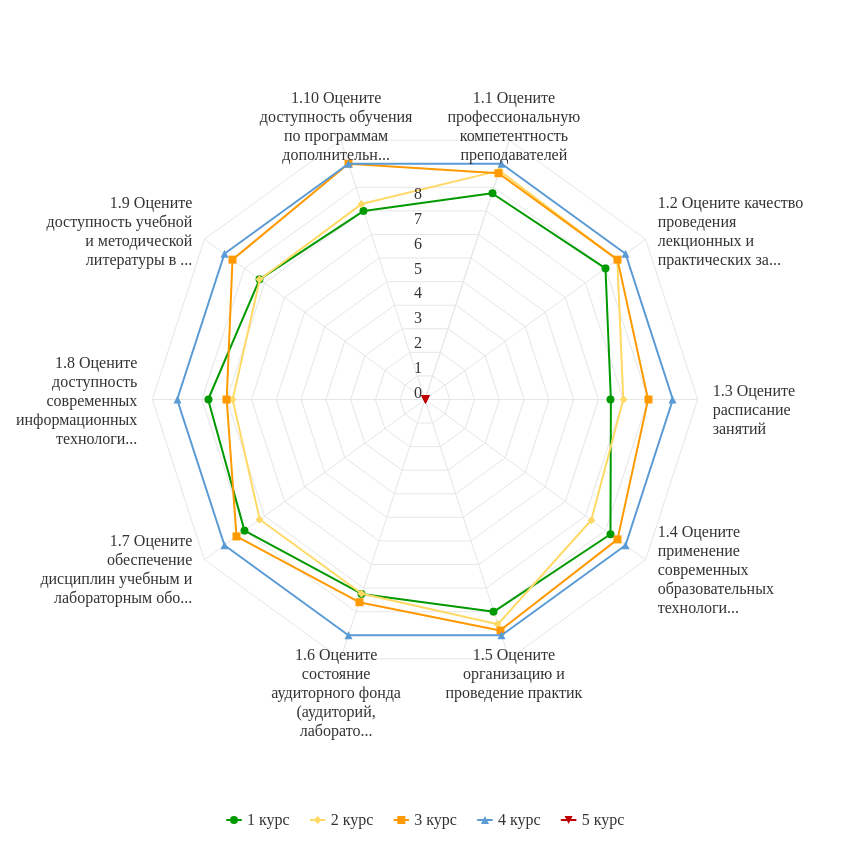 1.10 Оцените
доступность обучения
по программам
дополнительн...
1.1 Оцените
профессиональную
компетентность
преподавателей
1.9 Оцените
доступность учебной
и методической
литературы в ...
1.2 Оцените качество
проведения
лекционных и
практических за...
8
7
6
5
4
3
2
1
0
1.8 Оцените
доступность
современных
информационных
технологи...
1.3 Оцените
расписание
занятий
1.7 Оцените
обеспечение
дисциплин учебным и
лабораторным обо...
1.4 Оцените
применение
современных
образовательных
технологи...
1.6 Оцените
состояние
аудиторного фонда
(аудиторий,
лаборато...
1.5 Оцените
организацию и
проведение практик
1 курс 2 курс 3 курс 4 курс 5 курс